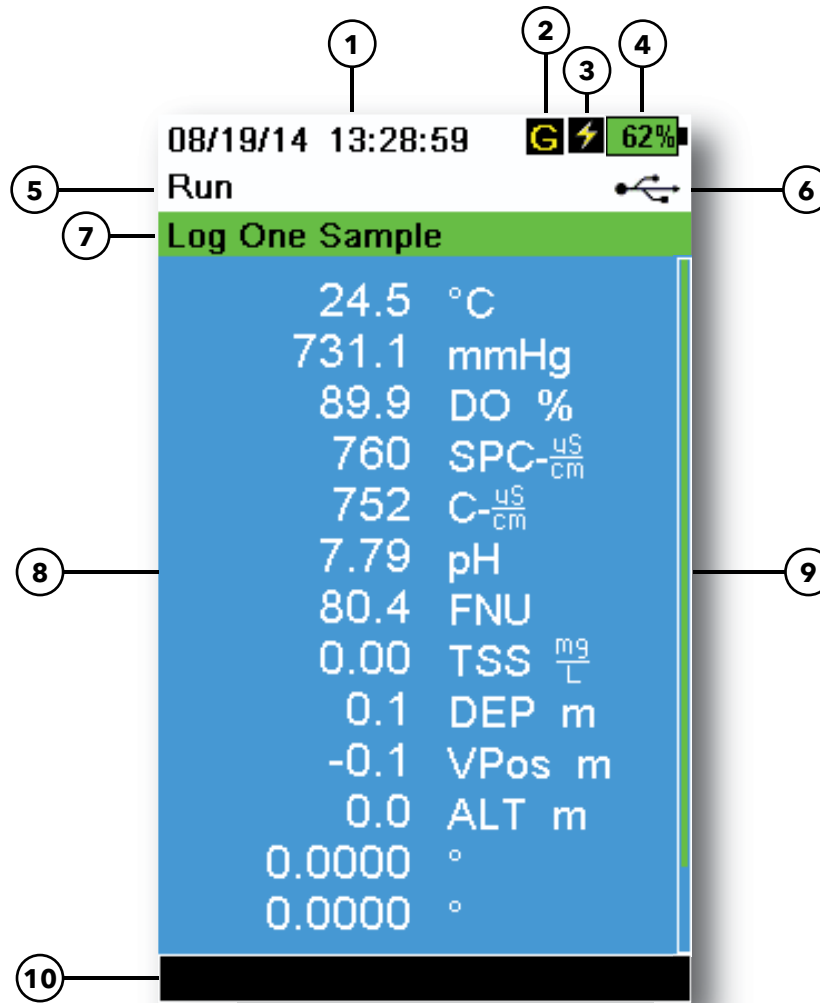 1
2
3
4
08/19/14 13:28:59 G 62%
5 Run 6
7 Log One Sample
24.5 °C
731.1 mmHg
89.9 DO %
760 SPC-uS/cm
752 C-uS/cm
8 7.79 pH 9
80.4 FNU
0.00 TSS mg/L
0.1 DEP m
-0.1 VPos m
0.0 ALT m
0.0000 °
0.0000 °
10